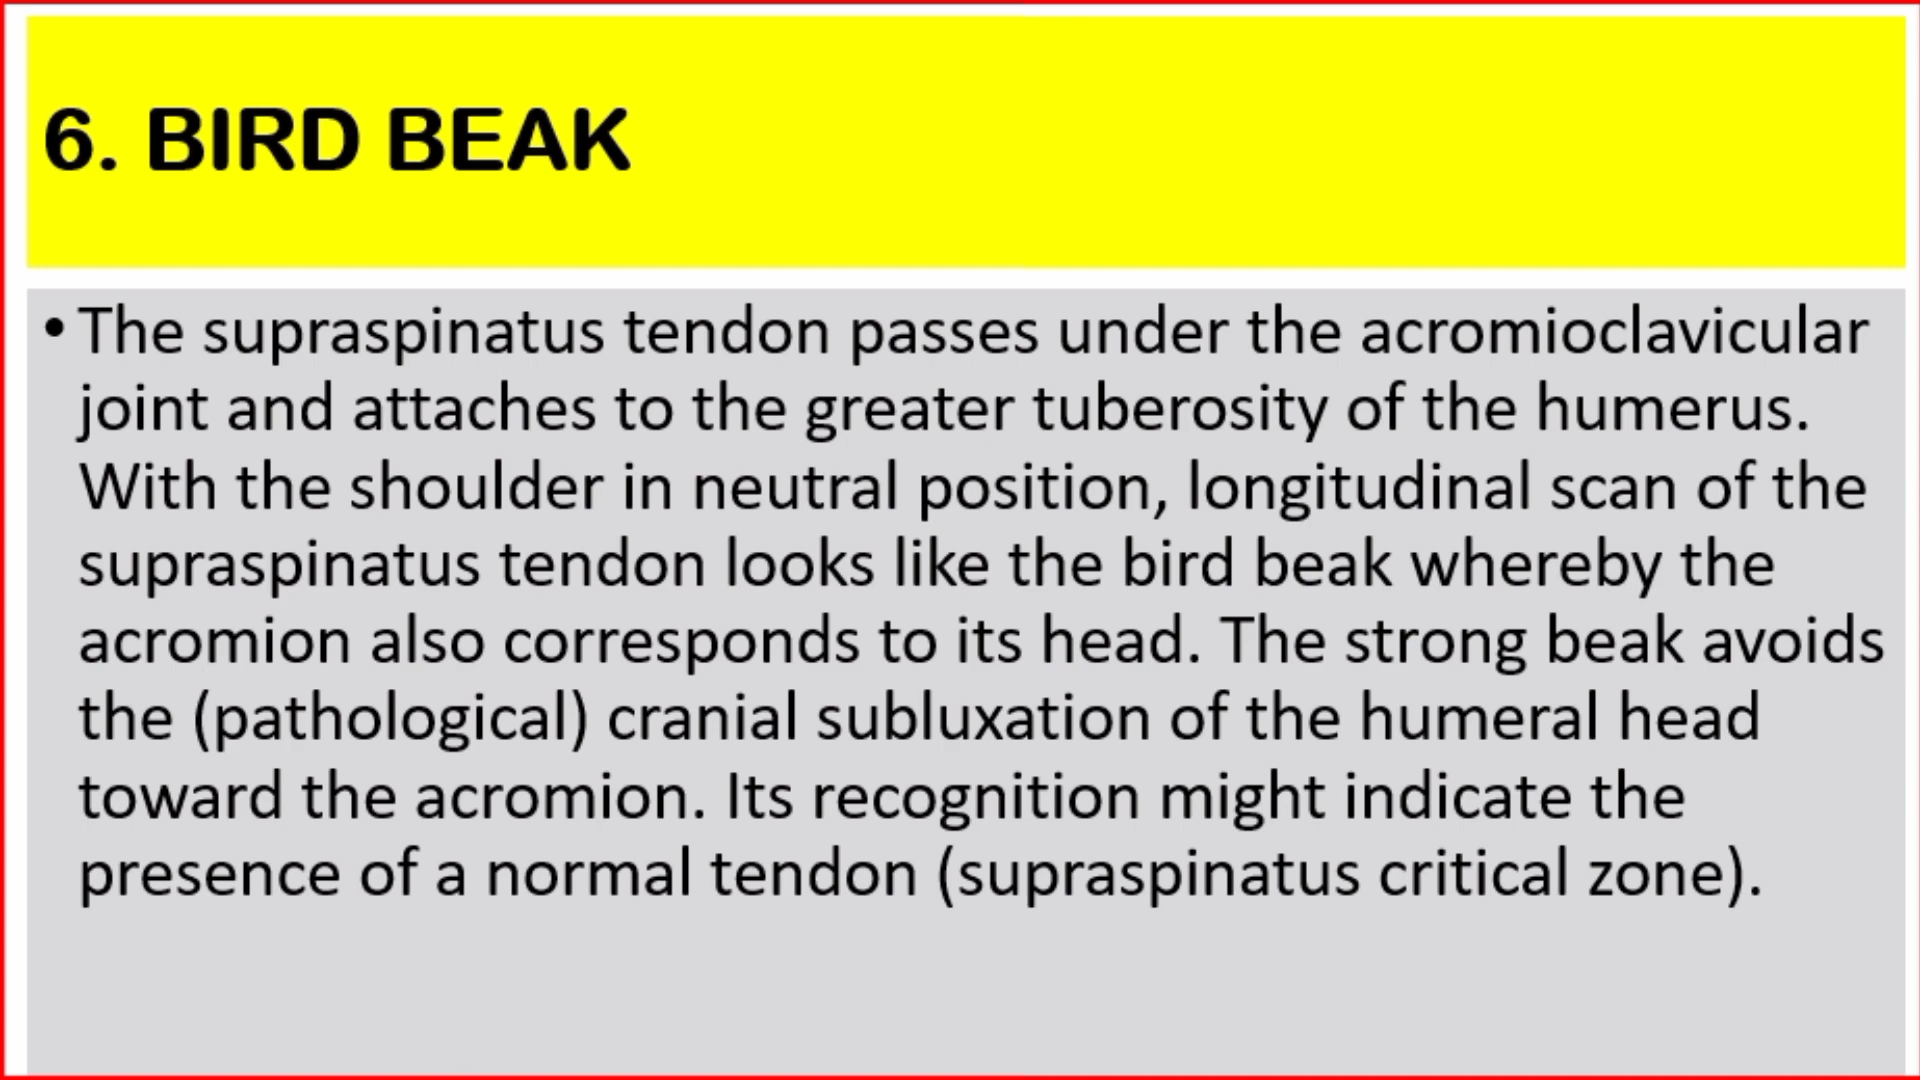 6. BIRD BEAK
• The supraspinatus tendon passes under the acromioclavicular
joint and attaches to the greater tuberosity of the humerus.
With the shoulder in neutral position, longitudinal scan of the
supraspinatus tendon looks like the bird beak whereby the
acromion also corresponds to its head. The strong beak avoids
the (pathological) cranial subluxation of the humeral head
toward the acromion. Its recognition might indicate the
presence of a normal tendon (supraspinatus critical zone).